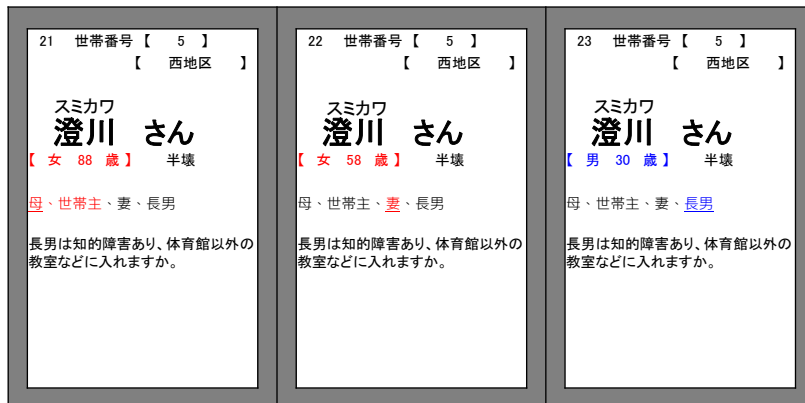 21 世帯番号【 5 】
【 西地区 】
スミカワ
澄川 さん
【 女 88 歳 】 半壊
母、世帯主、妻、長男
長男は知的障害あり、体育館以外の
教室などに入れますか。
22 世帯番号【 5 】
【 西地区 】
スミカワ
澄川 さん
【 女 58 歳 】 半壊
母、世帯主、妻、長男
長男は知的障害あり、体育館以外の
教室などに入れますか。
23 世帯番号【 5 】
【 西地区 】
スミカワ
澄川 さん
【 男 30 歳 】 半壊
母、世帯主、妻、長男
長男は知的障害あり、体育館以外の
教室などに入れますか。